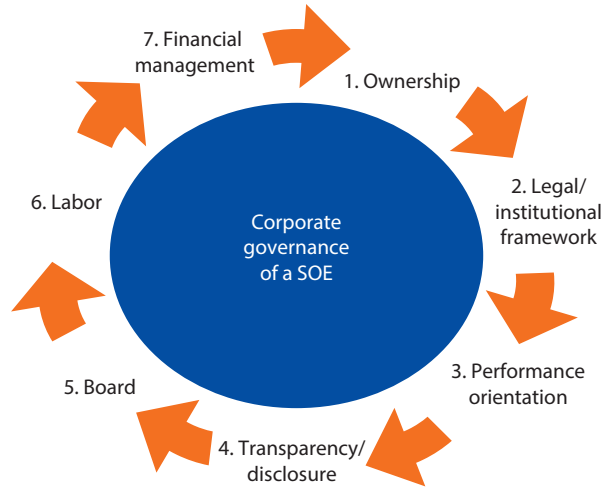 7. Financial
management
1. Ownership
2. Legal/
institutional
framework
3. Performance
orientation
4. Transparency/
disclosure
5. Board
6. Labor
Corporate
governance
of a SOE